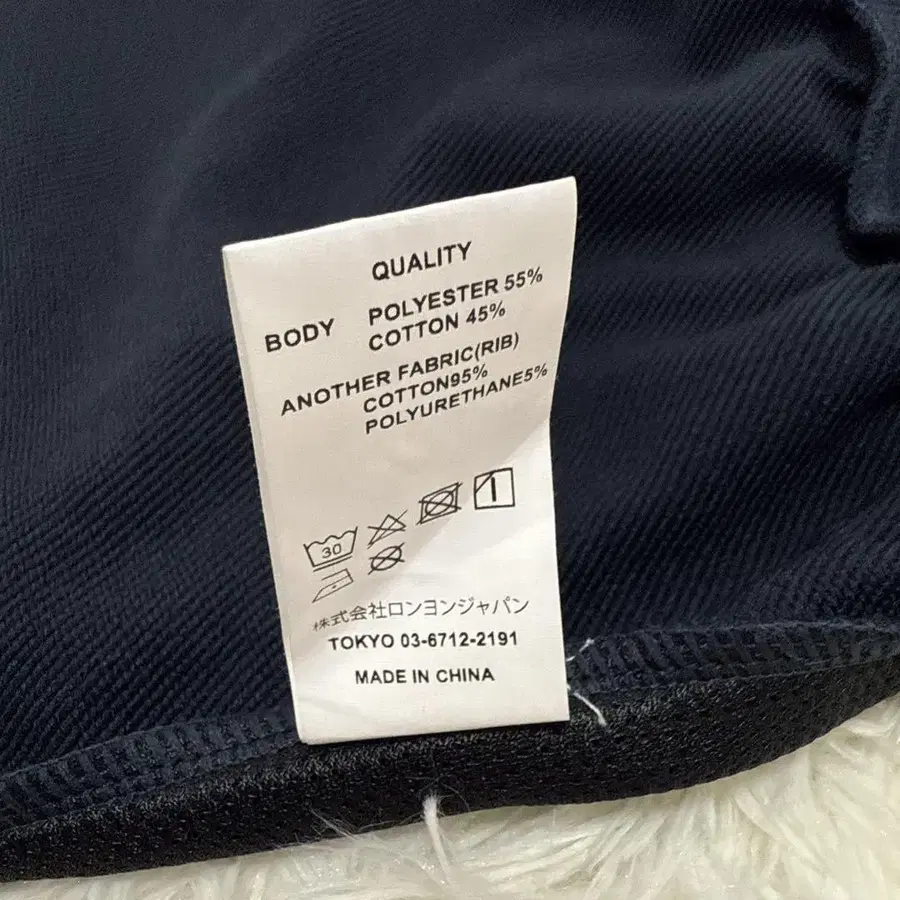 QUALITY
BODY POLYESTER 55%
COTTON 45%
ANOTHER FABRIC(RIB)
COTTON95%
POLYURETHANE5%
30
株式会社ロンヨンジャパン
TOKYO 03-6712-2191
MADE IN CHINA